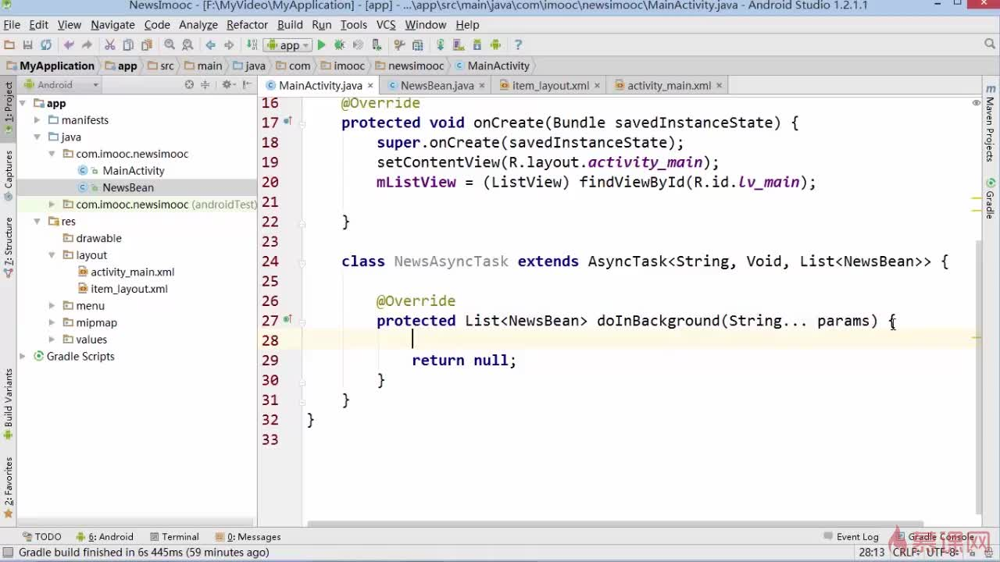 NewsImooc - [F:\MyVideo\MyApplication] - [app] - ...\app\src\main\java\com\imooc\newsimooc\MainActivity.java - Android Studio 1.2.1.1
File Edit View Navigate Code Analyze Refactor Build Run Tools VCS Window Help
app
MyApplication app src main java com imooc newsimooc MainActivity
Android
MainActivity.java NewsBean.java item_layout.xml activity_main.xml
1: Project
Captures
Z: Structure
Build Variants
2: Favorites
app
manifests
java
com.imooc.newsimooc
MainActivity
NewsBean
com.imooc.newsimooc (androidTest)
res
drawable
layout
activity_main.xml
item_layout.xml
menu
mipmap
values
Gradle Scripts
16 @Override
17 protected void onCreate(Bundle savedInstanceState) {
18 super.onCreate(savedInstanceState);
19 setContentView(R.layout.activity_main);
20 mListView = (ListView) findViewById(R.id.lv_main);
21
22 }
23
24 class NewsAsyncTask extends AsyncTask<String, Void, List<NewsBean>> {
25
26 @Override
27 protected List<NewsBean> doInBackground(String... params) {
28
29 return null;
30 }
31 }
32 }
33
Maven Projects
Gradle
TODO 6: Android Terminal 0: Messages Event Log Gradle Console
Gradle build finished in 6s 445ms (59 minutes ago) 28:13 CRLF: UTF-8:
慕课网